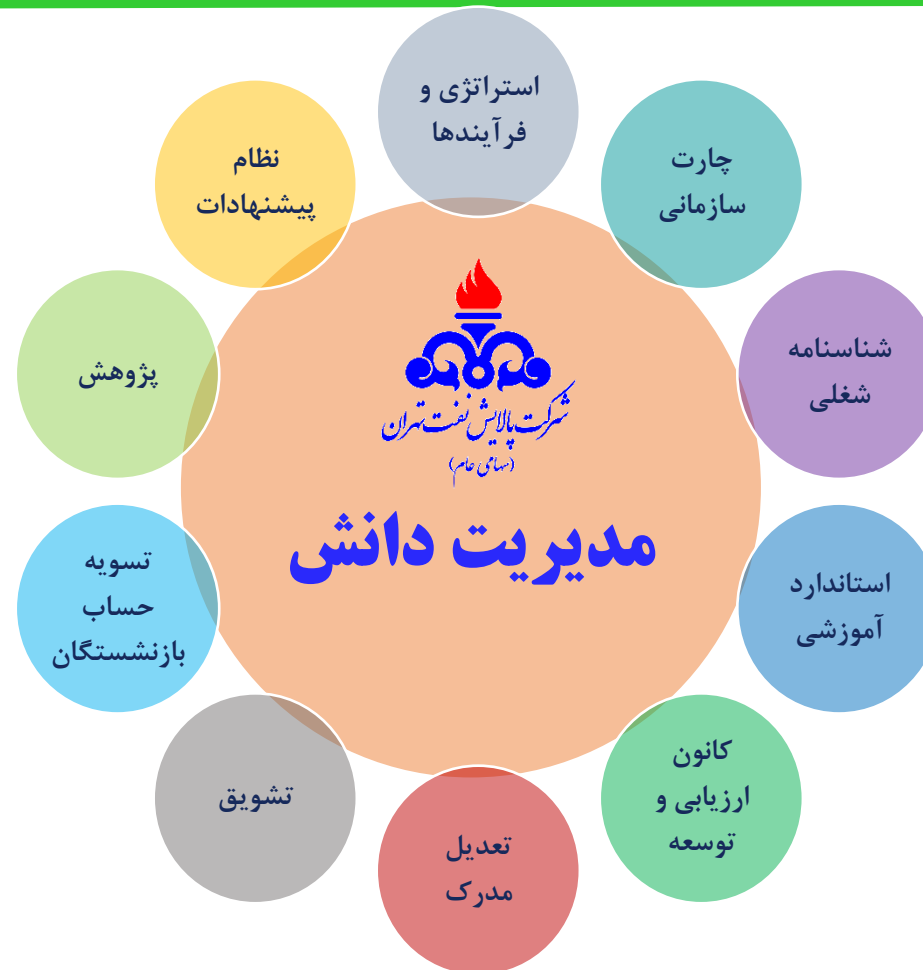 استراتژی و
فرآیندها
چارت
سازمانی
شناسنامه
شغلی
استاندارد
آموزشی
کانون
ارزیابی و
توسعه
تعدیل
مدرک
تشویق
تسویه
حساب
بازنشستگان
پژوهش
نظام
پیشنهادات
شرکت پالایش نفت تهران
(سهامی عام)
مدیریت دانش